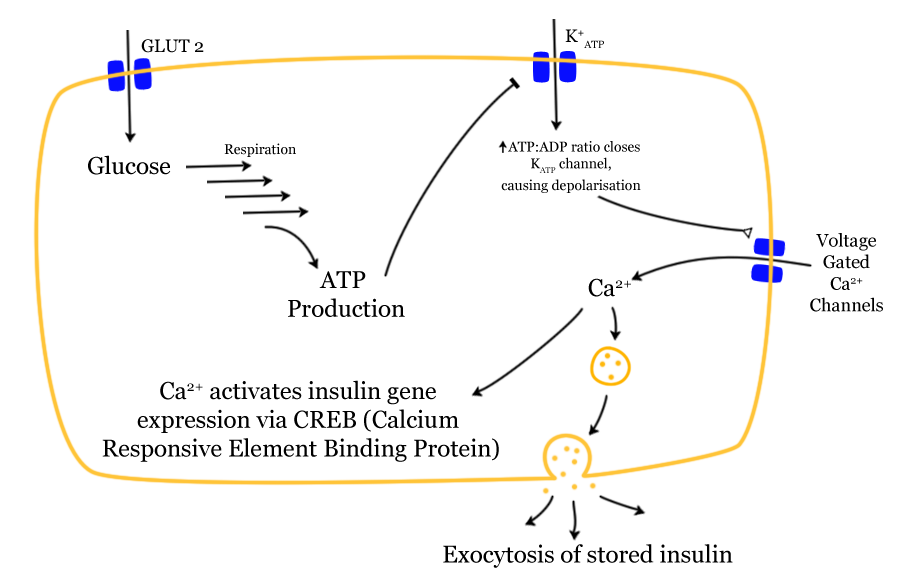 GLUT 2
K⁺ATP
Glucose
Respiration
↑ATP:ADP ratio closes
KATP channel,
causing depolarisation
ATP
Production
Voltage
Gated
Ca²⁺
Channels
Ca²⁺
Ca²⁺ activates insulin gene
expression via CREB (Calcium
Responsive Element Binding Protein)
Exocytosis of stored insulin